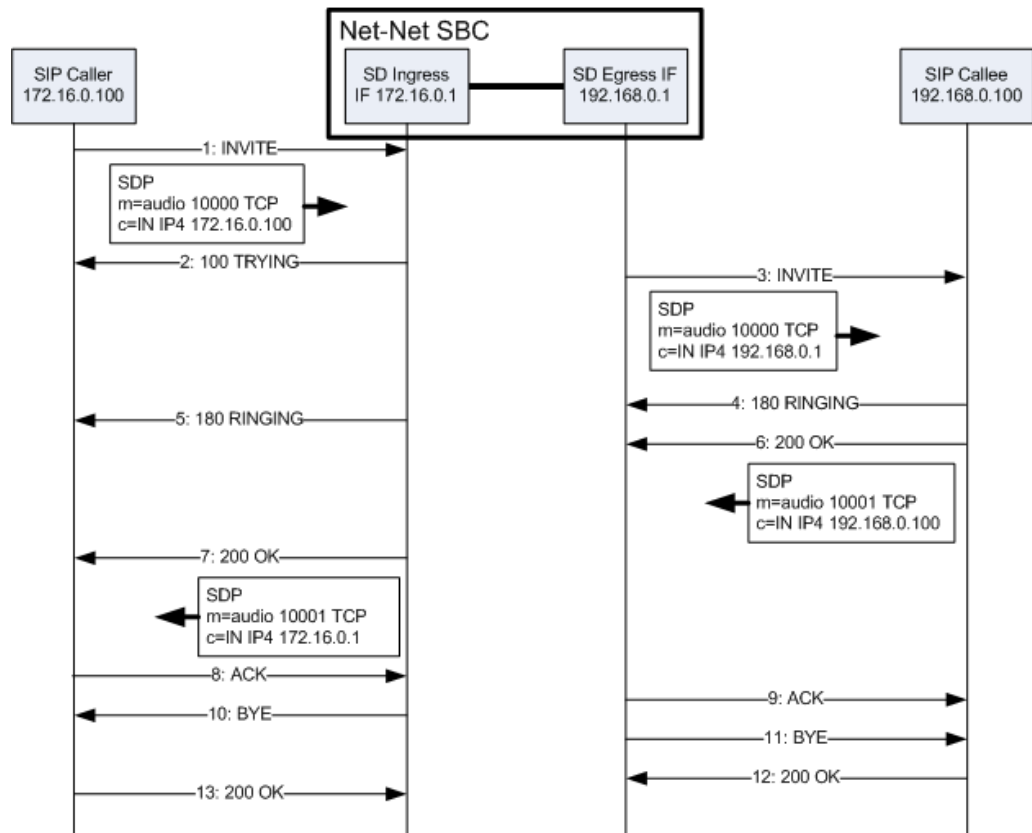 Net-Net SBC
SIP Caller
172.16.0.100
SD Ingress
IF 172.16.0.1
SD Egress IF
192.168.0.1
SIP Callee
192.168.0.100
1: INVITE
SDP
m=audio 10000 TCP
c=IN IP4 172.16.0.100
2: 100 TRYING
3: INVITE
SDP
m=audio 10000 TCP
c=IN IP4 192.168.0.1
4: 180 RINGING
5: 180 RINGING
6: 200 OK
SDP
m=audio 10001 TCP
c=IN IP4 192.168.0.100
7: 200 OK
SDP
m=audio 10001 TCP
c=IN IP4 172.16.0.1
8: ACK
9: ACK
10: BYE
11: BYE
12: 200 OK
13: 200 OK